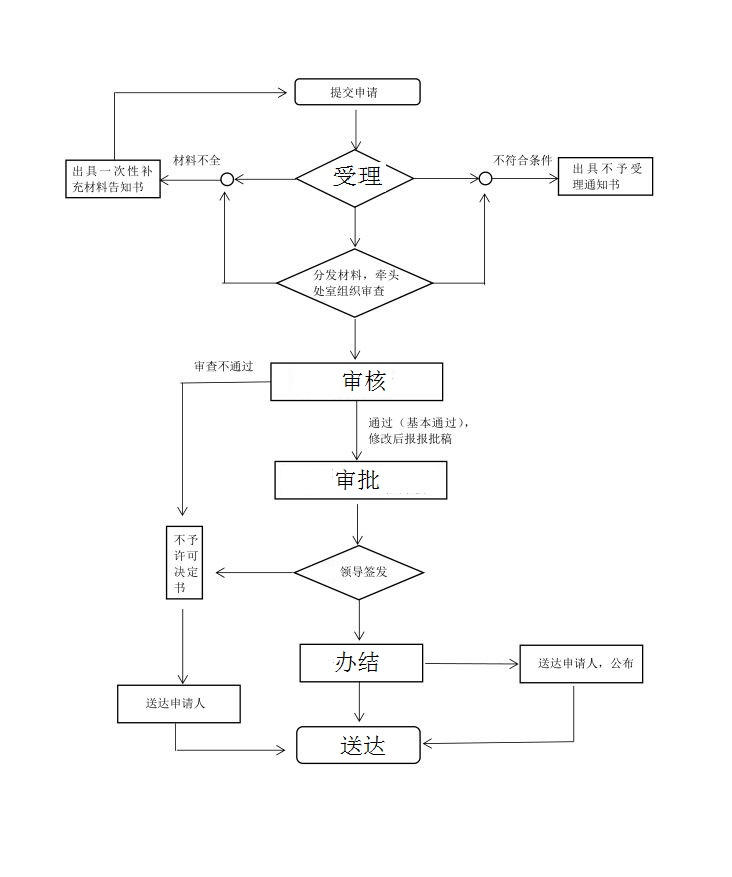 提交申请
材料不全
不符合条件
出具一次性补
充材料告知书
受理
出具不予受
理通知书
分发材料，牵头
处室组织审查
审查不通过
审核
通过（基本通过），
修改后报报批稿
审批
不予
许可
决定
书
领导签发
办结
送达申请人，公布
送达申请人
送达